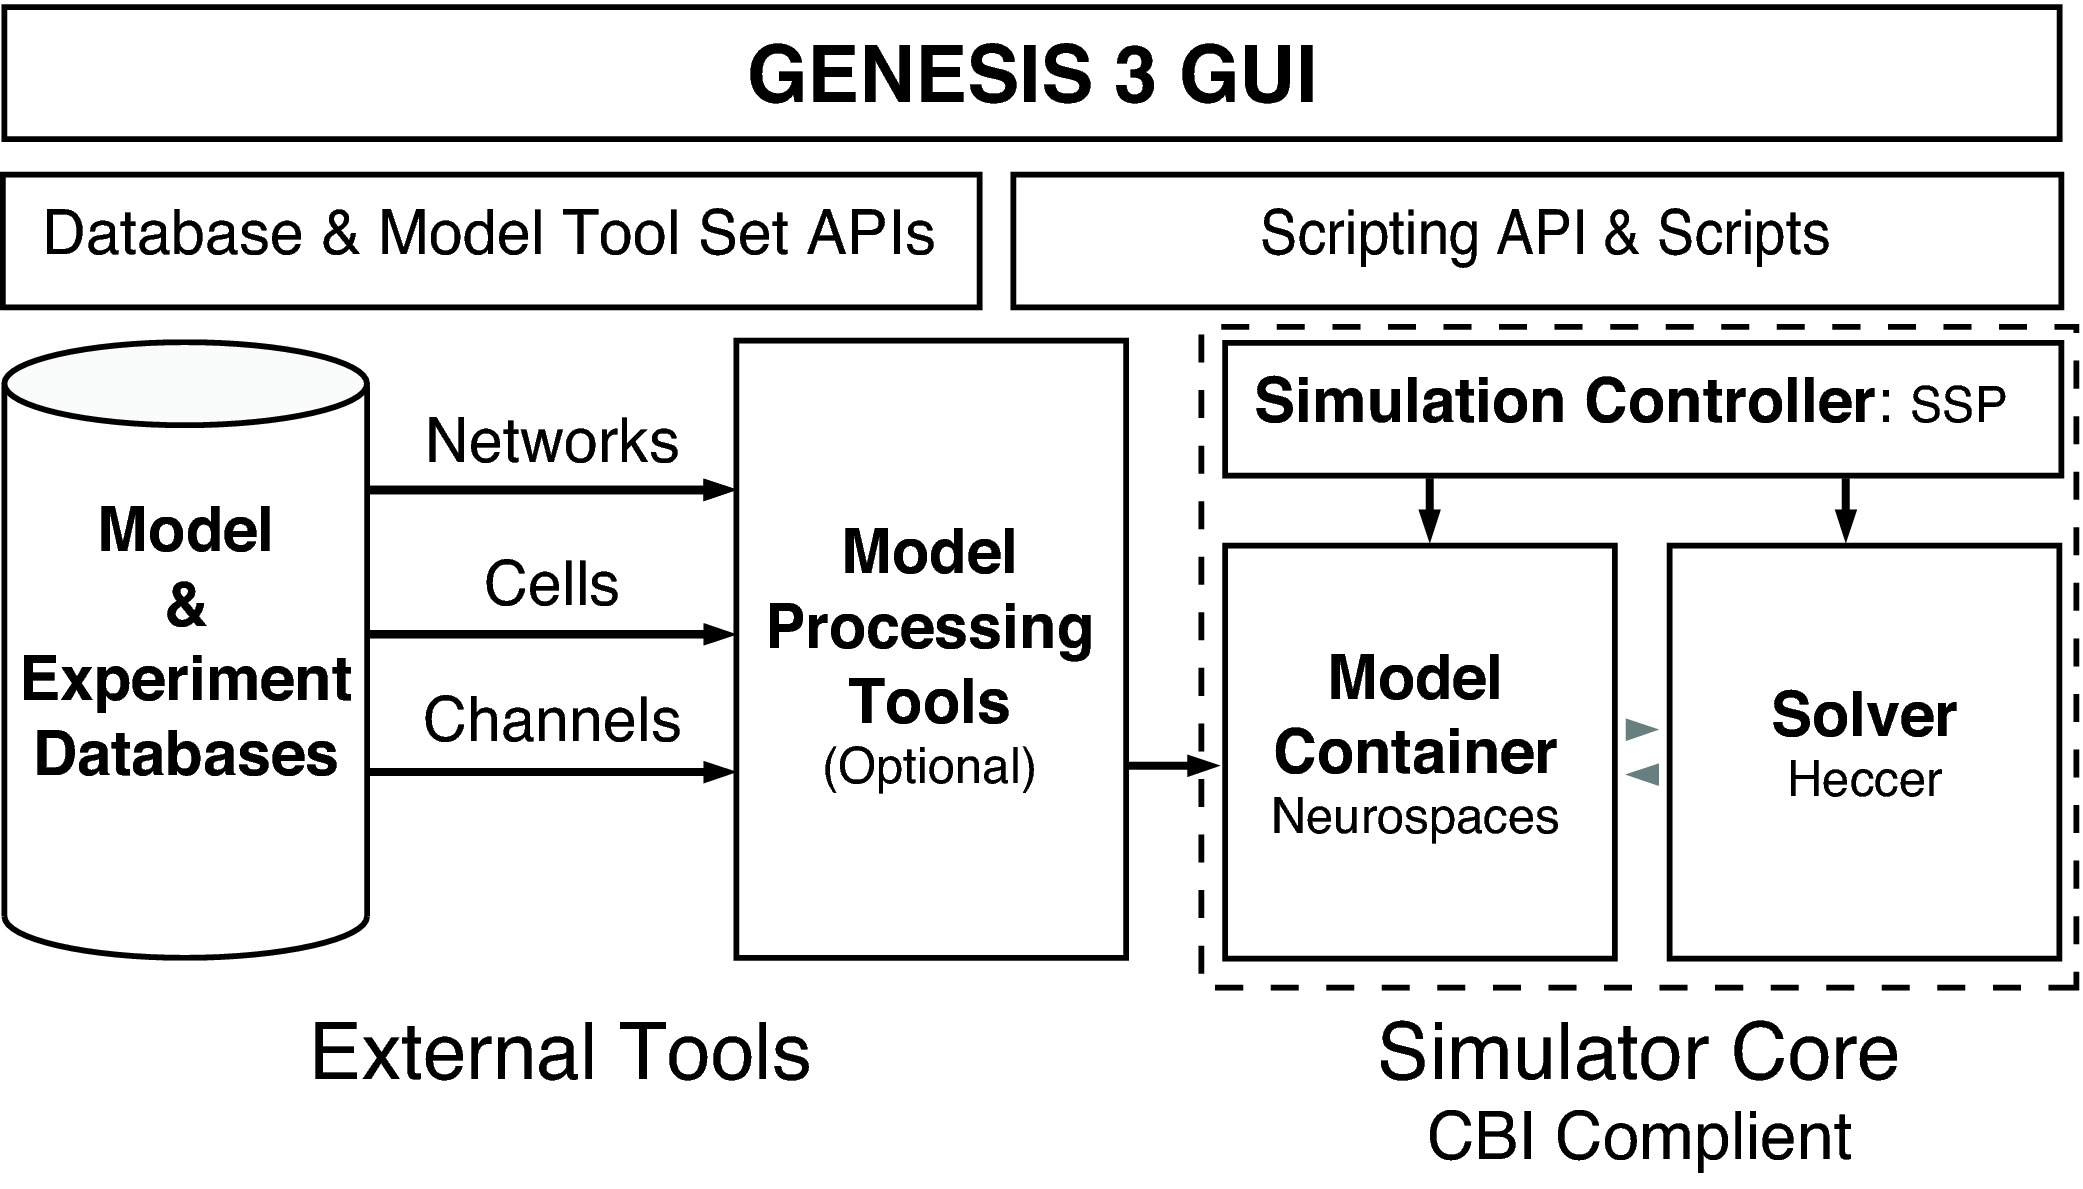 GENESIS 3 GUI
Database & Model Tool Set APIs
Scripting API & Scripts
Model
&
Experiment
Databases
Networks
Cells
Channels
Model
Processing
Tools
(Optional)
Simulation Controller: SSP
Model
Container
Neurospaces
Solver
Heccer
External Tools
Simulator Core
CBI Complient